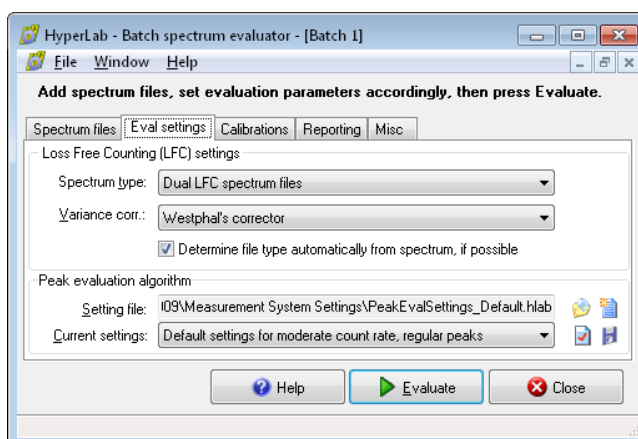 HyperLab - Batch spectrum evaluator - [Batch 1]
File Window Help
Add spectrum files, set evaluation parameters accordingly, then press Evaluate.
Spectrum files Eval settings Calibrations Reporting Misc
Loss Free Counting (LFC) settings
Spectrum type: Dual LFC spectrum files
Variance corr.: Westphal's corrector
Determine file type automatically from spectrum, if possible
Peak evaluation algorithm
Setting file: I09\Measurement System Settings\PeakEvalSettings_Default.hlab
Current settings: Default settings for moderate count rate, regular peaks
Help Evaluate Close